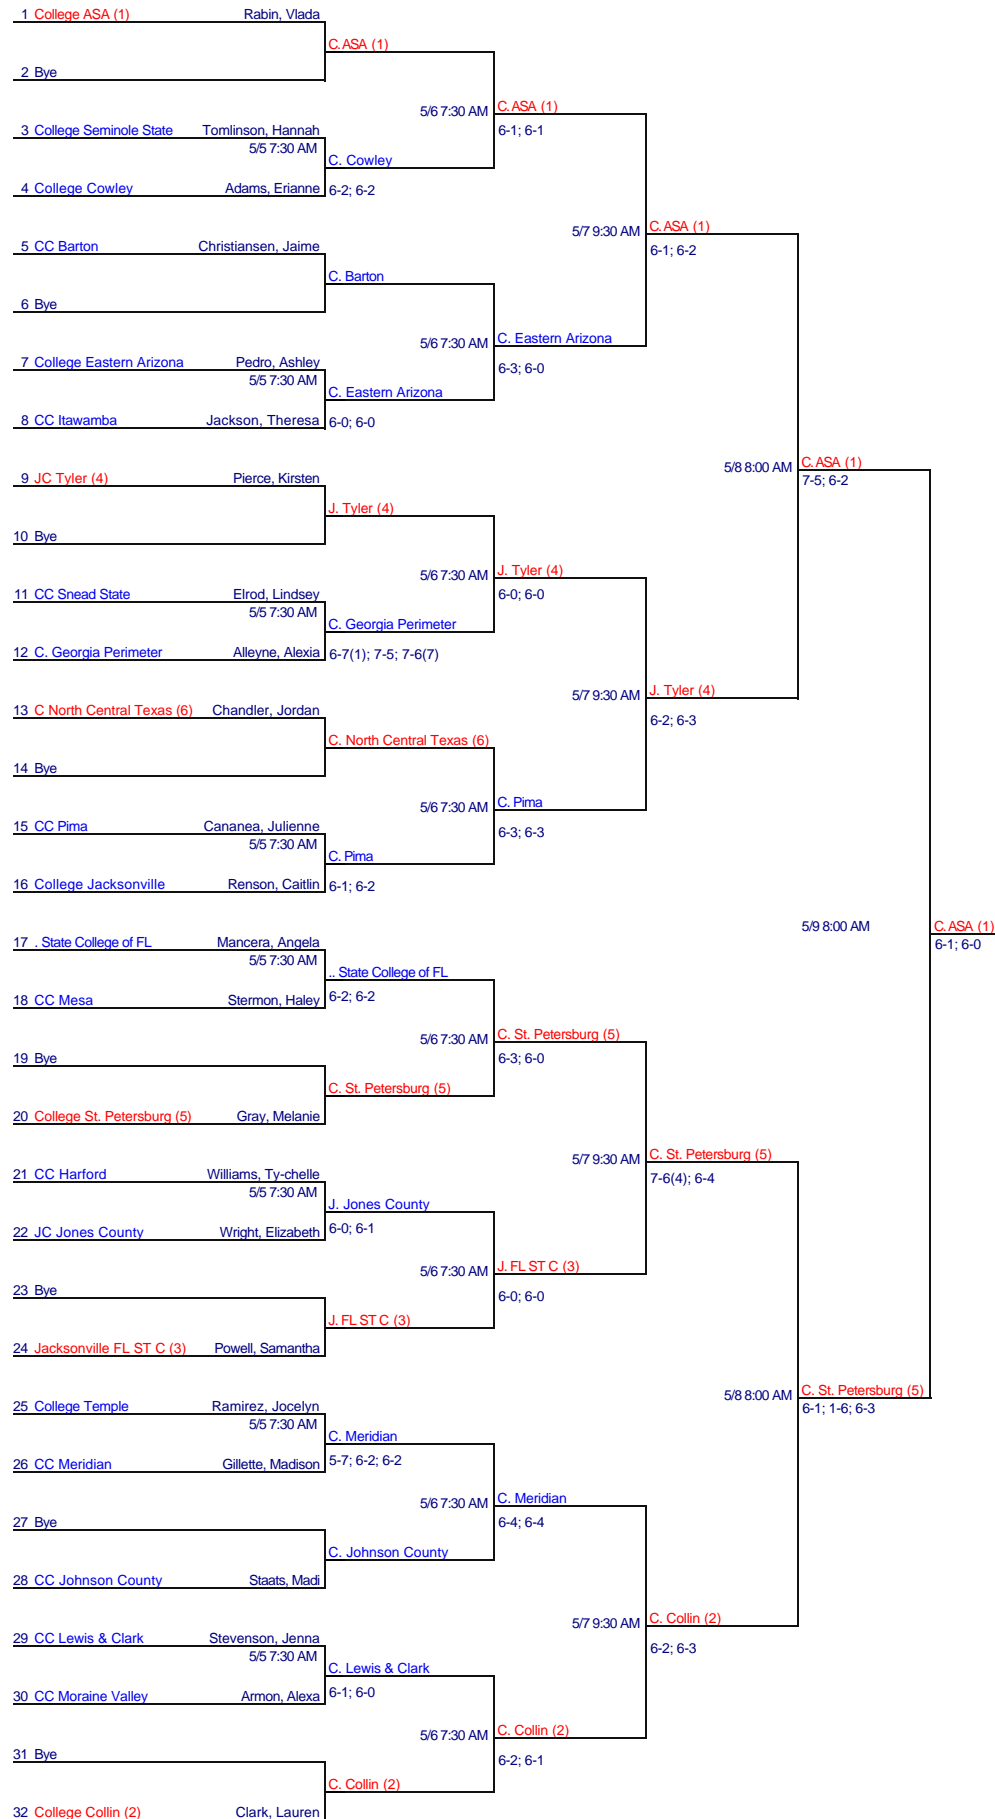 1 College ASA (1) Rabin, Vlada
C. ASA (1)
2 Bye
5/6 7:30 AM C. ASA (1)
6-1; 6-1
3 College Seminole State Tomlinson, Hannah
5/5 7:30 AM
C. Cowley
4 College Cowley Adams, Erianne 6-2; 6-2
5/7 9:30 AM C. ASA (1)
6-1; 6-2
5 CC Barton Christiansen, Jaime
C. Barton
6 Bye
5/6 7:30 AM C. Eastern Arizona
6-3; 6-0
7 College Eastern Arizona Pedro, Ashley
5/5 7:30 AM
C. Eastern Arizona
8 CC Itawamba Jackson, Theresa 6-0; 6-0
5/8 8:00 AM C. ASA (1)
7-5; 6-2
9 JC Tyler (4) Pierce, Kirsten
J. Tyler (4)
10 Bye
5/6 7:30 AM J. Tyler (4)
6-0; 6-0
11 CC Snead State Elrod, Lindsey
5/5 7:30 AM
C. Georgia Perimeter
12 C. Georgia Perimeter Alleyne, Alexia 6-7(1); 7-5; 7-6(7)
5/7 9:30 AM J. Tyler (4)
6-2; 6-3
13 C North Central Texas (6) Chandler, Jordan
C. North Central Texas (6)
14 Bye
5/6 7:30 AM C. Pima
6-3; 6-3
15 CC Pima Cananea, Julienne
5/5 7:30 AM
C. Pima
16 College Jacksonville Renson, Caitlin 6-1; 6-2
5/9 8:00 AM C. ASA (1)
6-1; 6-0
17 . State College of FL Mancera, Angela
5/5 7:30 AM
.. State College of FL
18 CC Mesa Stermon, Haley 6-2; 6-2
5/6 7:30 AM C. St. Petersburg (5)
6-3; 6-0
19 Bye
C. St. Petersburg (5)
20 College St. Petersburg (5) Gray, Melanie
5/7 9:30 AM C. St. Petersburg (5)
7-6(4); 6-4
21 CC Harford Williams, Ty-chelle
5/5 7:30 AM
J. Jones County
22 JC Jones County Wright, Elizabeth 6-0; 6-1
5/6 7:30 AM J. FL ST C (3)
6-0; 6-0
23 Bye
J. FL ST C (3)
24 Jacksonville FL ST C (3) Powell, Samantha
5/8 8:00 AM C. St. Petersburg (5)
6-1; 1-6; 6-3
25 College Temple Ramirez, Jocelyn
5/5 7:30 AM
C. Meridian
26 CC Meridian Gillette, Madison 5-7; 6-2; 6-2
5/6 7:30 AM C. Meridian
6-4; 6-4
27 Bye
C. Johnson County
28 CC Johnson County Staats, Madi
5/7 9:30 AM C. Collin (2)
6-2; 6-3
29 CC Lewis & Clark Stevenson, Jenna
5/5 7:30 AM
C. Lewis & Clark
30 CC Moraine Valley Armon, Alexa 6-1; 6-0
5/6 7:30 AM C. Collin (2)
6-2; 6-1
31 Bye
C. Collin (2)
32 College Collin (2) Clark, Lauren